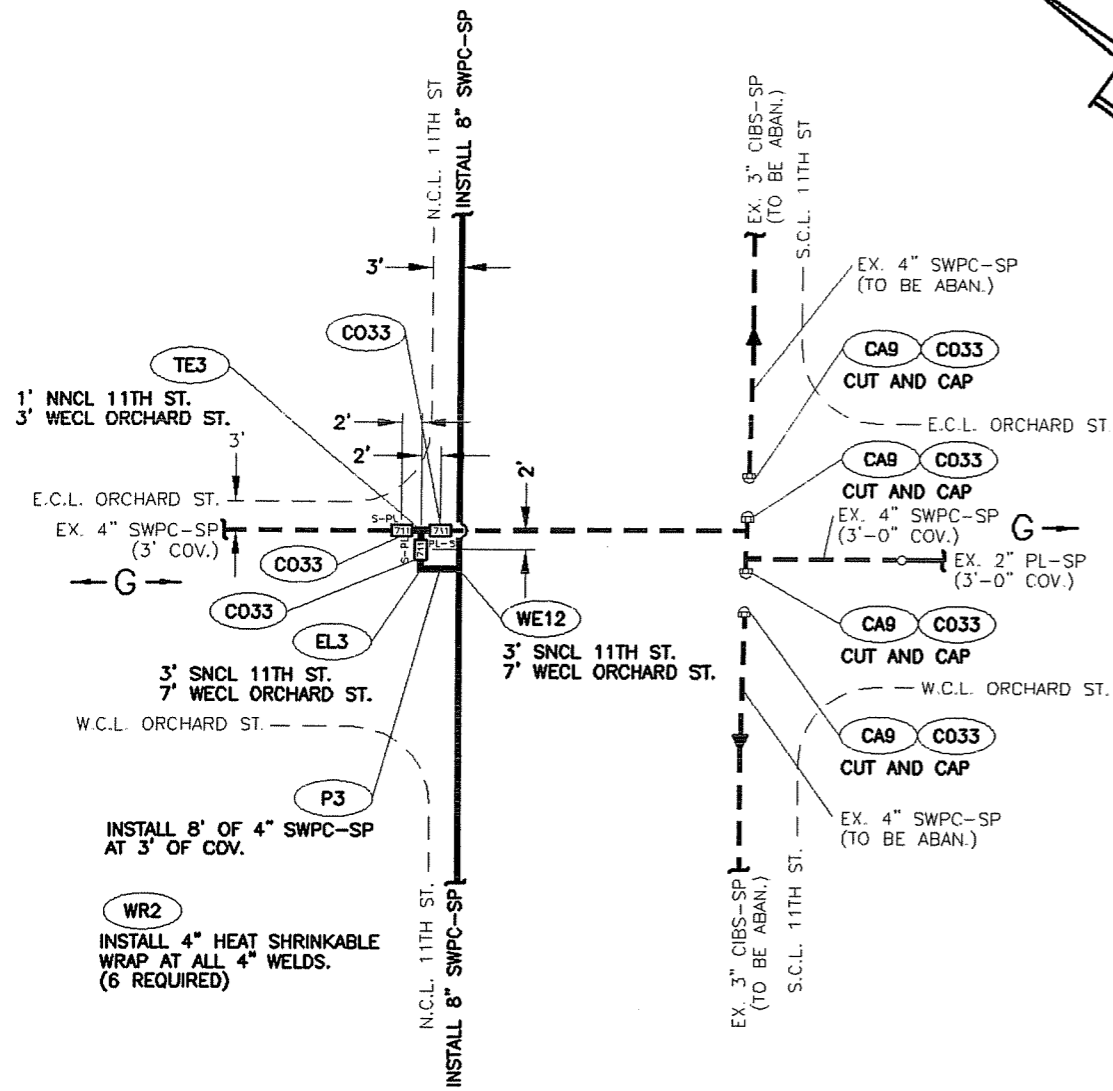 N.C.L. 11TH ST
INSTALL 8" SWPC-SP
EX. 3" CIBS-SP
(TO BE ABAN.)
S.C.L. 11TH ST
3'
EX. 4" SWPC-SP
(TO BE ABAN.)
CO33
CA9 CO33
CUT AND CAP
TE3
1' NNCL 11TH ST.
3' WECL ORCHARD ST.
2'
2'
2'
3'
E.C.L. ORCHARD ST.
CA9 CO33
CUT AND CAP
E.C.L. ORCHARD ST.
EX. 4" SWPC-SP
(3' COV.)
S-PL
711
711
PL-S
S-PL
711
EX. 4" SWPC-SP
(3'-0" COV.)
G
EX. 2" PL-SP
(3'-0" COV.)
G
CO33
CO33
WE12
3' SNCL 11TH ST.
7' WECL ORCHARD ST.
CA9 CO33
CUT AND CAP
EL3
3' SNCL 11TH ST.
7' WECL ORCHARD ST.
W.C.L. ORCHARD ST.
W.C.L. ORCHARD ST.
CA9 CO33
CUT AND CAP
P3
INSTALL 8' OF 4" SWPC-SP
AT 3' OF COV.
EX. 4" SWPC-SP
(TO BE ABAN.)
WR2
INSTALL 4" HEAT SHRINKABLE
WRAP AT ALL 4" WELDS.
(6 REQUIRED)
N.C.L. 11TH ST.
INSTALL 8" SWPC-SP
EX. 3" CIBS-SP
(TO BE ABAN.)
S.C.L. 11TH ST.